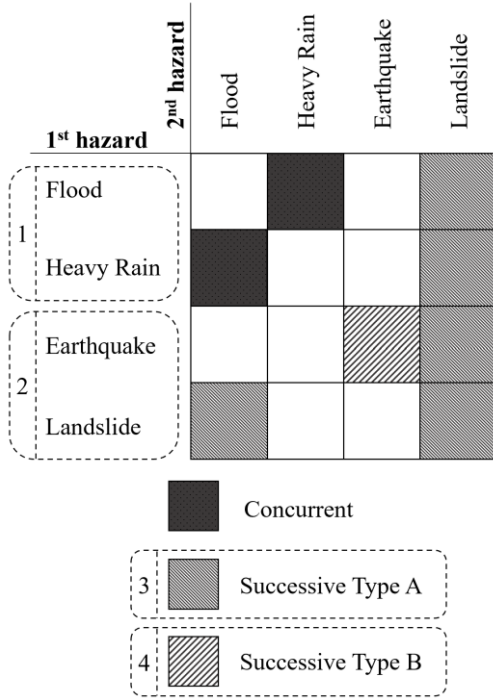 2nd hazard
Flood
Heavy Rain
Earthquake
Landslide
1st hazard
1
Flood
Heavy Rain
2
Earthquake
Landslide
Concurrent
3 Successive Type A
4 Successive Type B